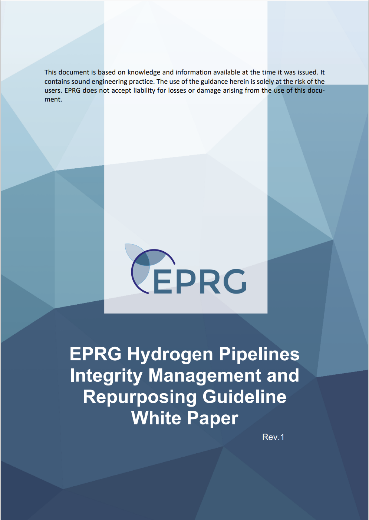 This document is based on knowledge and information available at the time it was issued. It
contains sound engineering practice. The use of the guidance herein is solely at the risk of the
users. EPRG does not accept liability for losses or damage arising from the use of this docu-
ment.
EPRG
EPRG Hydrogen Pipelines
Integrity Management and
Repurposing Guideline
White Paper
Rev.1